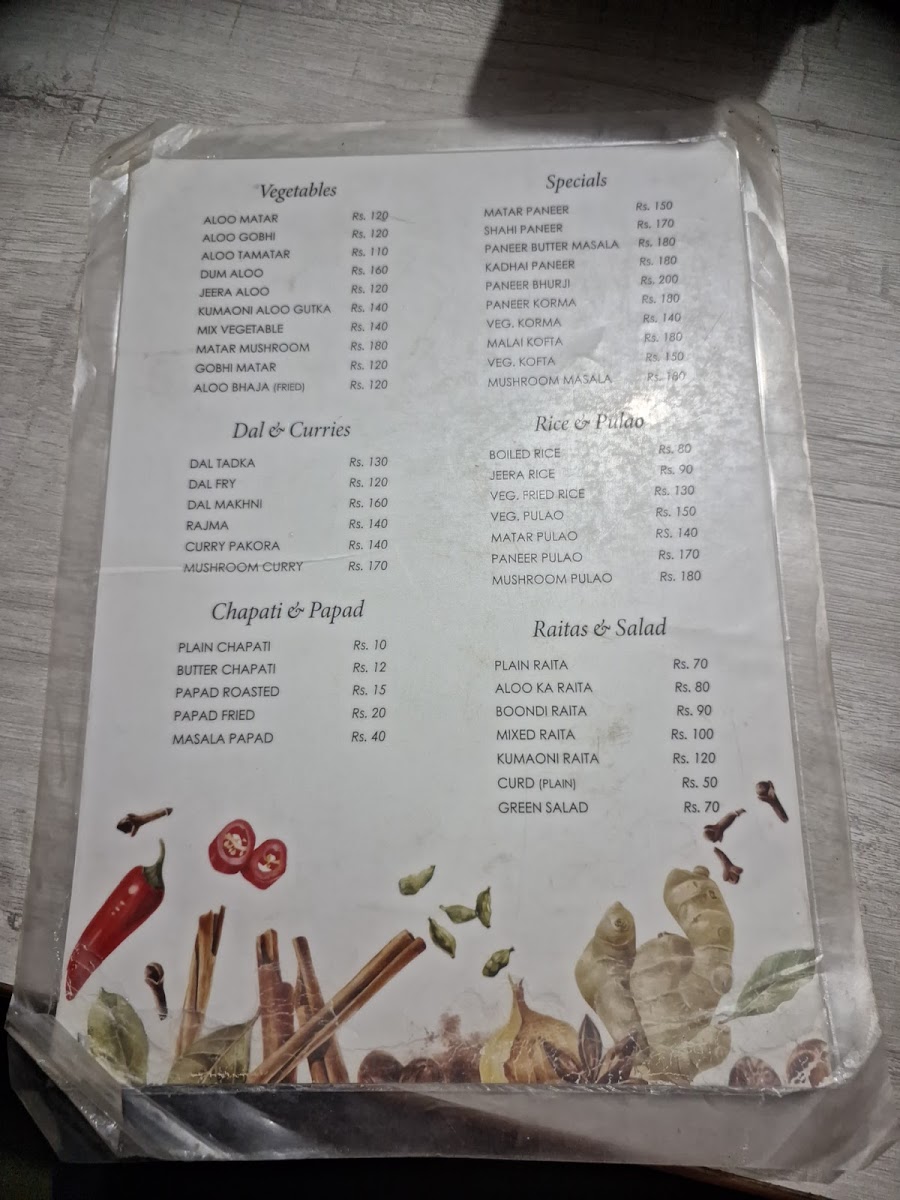 Vegetables
ALOO MATAR Rs. 120
ALOO GOBHI Rs. 120
ALOO TAMATAR Rs. 110
DUM ALOO Rs. 160
JEERA ALOO Rs. 120
KUMAONI ALOO GUTKA Rs. 140
MIX VEGETABLE Rs. 140
MATAR MUSHROOM Rs. 180
GOBHI MATAR Rs. 120
ALOO BHAJA (FRIED) Rs. 120
Dal & Curries
DAL TADKA Rs. 130
DAL FRY Rs. 120
DAL MAKHNI Rs. 160
RAJMA Rs. 140
CURRY PAKORA Rs. 140
MUSHROOM CURRY Rs. 170
Chapati & Papad
PLAIN CHAPATI Rs. 10
BUTTER CHAPATI Rs. 12
PAPAD ROASTED Rs. 15
PAPAD FRIED Rs. 20
MASALA PAPAD Rs. 40
Specials
MATAR PANEER Rs. 150
SHAHI PANEER Rs. 170
PANEER BUTTER MASALA Rs. 180
KADHAI PANEER Rs. 180
PANEER BHURJI Rs. 200
PANEER KORMA Rs. 180
VEG. KORMA Rs. 140
MALAI KOFTA Rs. 180
VEG. KOFTA Rs. 150
MUSHROOM MASALA Rs. 180
Rice & Pulao
BOILED RICE Rs. 80
JEERA RICE Rs. 90
VEG. FRIED RICE Rs. 130
VEG. PULAO Rs. 150
MATAR PULAO RS. 140
PANEER PULAO Rs. 170
MUSHROOM PULAO Rs. 180
Raitas & Salad
PLAIN RAITA Rs. 70
ALOO KA RAITA Rs. 80
BOONDI RAITA Rs. 90
MIXED RAITA Rs. 100
KUMAONI RAITA Rs. 120
CURD (PLAIN) Rs. 50
GREEN SALAD Rs. 70